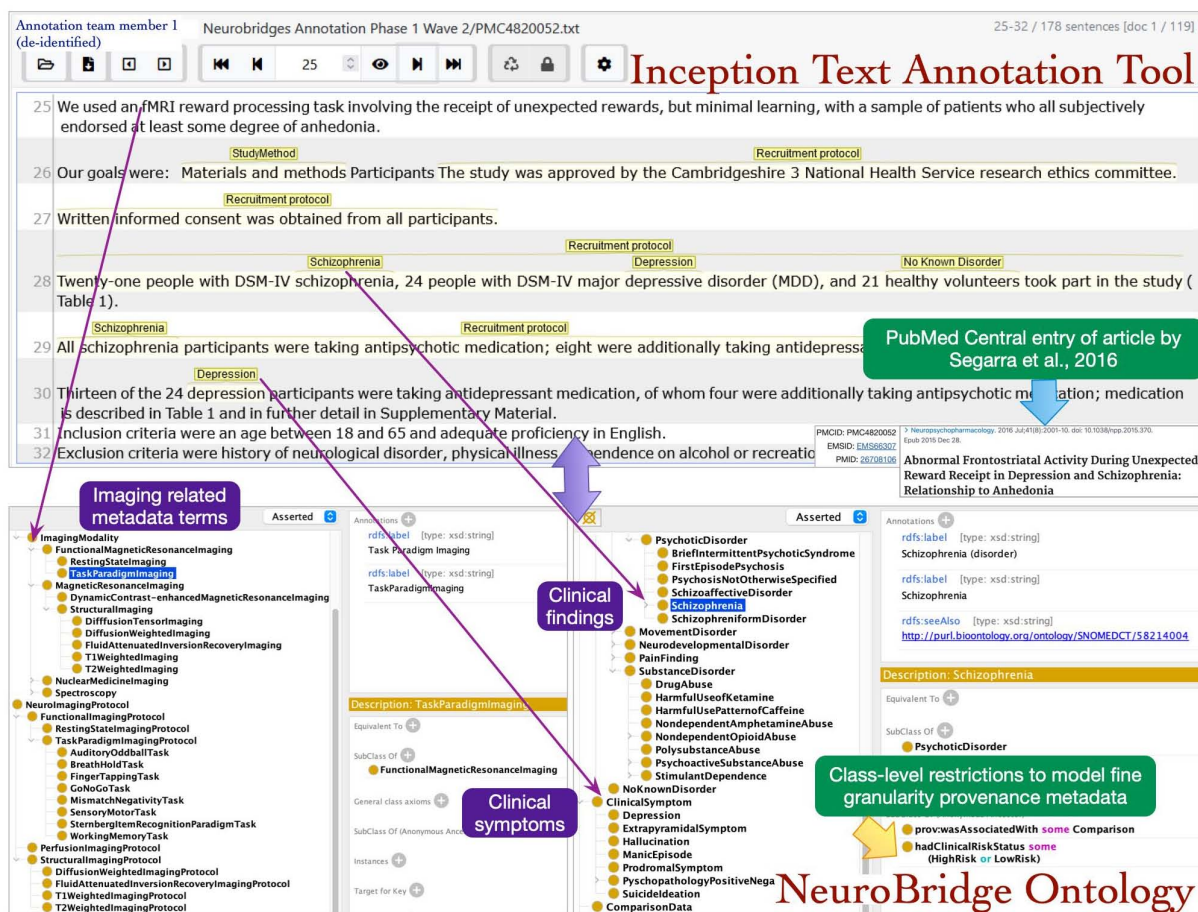 Annotation team member 1
(de-identified)
Neurobridges Annotation Phase 1 Wave 2/PMC4820052.txt
25-32 / 178 sentences [doc 1 / 119]
25
Inception Text Annotation Tool
25 We used an fMRI reward processing task involving the receipt of unexpected rewards, but minimal learning, with a sample of patients who all subjectively
endorsed at least some degree of anhedonia.
StudyMethod
Recruitment protocol
26 Our goals were: Materials and methods Participants The study was approved by the Cambridgeshire 3 National Health Service research ethics committee.
Recruitment protocol
27 Written informed consent was obtained from all participants.
Recruitment protocol
Schizophrenia
Depression
No Known Disorder
28 Twenty-one people with DSM-IV schizophrenia, 24 people with DSM-IV major depressive disorder (MDD), and 21 healthy volunteers took part in the study (
Table 1).
Schizophrenia
Recruitment protocol
29 All schizophrenia participants were taking antipsychotic medication; eight were additionally taking antidepressa
PubMed Central entry of article by
Segarra et al., 2016
Depression
30 Thirteen of the 24 depression participants were taking antidepressant medication, of whom four were additionally taking antipsychotic medication; medication
is described in Table 1 and in further detail in Supplementary Material.
31 Inclusion criteria were an age between 18 and 65 and adequate proficiency in English.
32 Exclusion criteria were history of neurological disorder, physical illness, dependence on alcohol or recreatio
PMCID: PMC4820052
EMSID: EMS66307
PMID: 26708106
> Neuropsychopharmacology. 2016 Jul;41(8):2001-10. doi: 10.1038/npp.2015.370.
Epub 2015 Dec 28.
Abnormal Frontostriatal Activity During Unexpected
Reward Receipt in Depression and Schizophrenia:
Relationship to Anhedonia
Imaging related
metadata terms
Asserted
ImagingModality
FunctionalMagneticResonanceImaging
RestingStateImaging
TaskParadigmImaging
MagneticResonanceImaging
DynamicContrast-enhancedMagneticResonanceImaging
StructuralImaging
DifffusionTensorImaging
DiffusionWeightedImaging
FluidAttenuatedInversionRecoveryImaging
T1WeightedImaging
T2WeightedImaging
NuclearMedicineImaging
Spectroscopy
NeuroImagingProtocol
FunctionalImagingProtocol
RestingStateImagingProtocol
TaskParadigmImagingProtocol
AuditoryOddballTask
BreathHoldTask
FingerTappingTask
GoNoGoTask
MismatchNegativityTask
SensoryMotorTask
SternbergItemRecognitionParadigmTask
WorkingMemoryTask
PerfusionImagingProtocol
StructuralImagingProtocol
DiffusionWeightedImagingProtocol
FluidAttenuatedInversionRecoveryImagingProtocol
T1WeightedImagingProtocol
T2WeightedImagingProtocol
Annotations
rdfs:label [type: xsd:string]
Task Paradigm Imaging
rdfs:label [type: xsd:string]
TaskParadigmImaging
Description: TaskParadigmImaging
Equivalent To
SubClass Of
FunctionalMagneticResonanceImaging
General class axioms
SubClass Of (Anonymous Ance
Instances
Target for Key
Clinical
findings
Clinical
symptoms
Asserted
PsychoticDisorder
BriefIntermittentPsychoticSyndrome
FirstEpisodePsychosis
PsychosisNotOtherwiseSpecified
SchizoaffectiveDisorder
Schizophrenia
SchizophreniformDisorder
MovementDisorder
NeurodevelopmentalDisorder
PainFinding
SubstanceDisorder
DrugAbuse
HarmfulUseofKetamine
HarmfulUsePatternofCaffeine
NondependentAmphetamineAbuse
NondependentOpioidAbuse
PolysubstanceAbuse
PsychoactiveSubstanceAbuse
StimulantDependence
NoKnownDisorder
ClinicalSymptom
Depression
ExtrapyramidalSymptom
Hallucination
ManicEpisode
ProdromalSymptom
PyschopathologyPositiveNega
SuicideIdeation
ComparisonData
Annotations
rdfs:label [type: xsd:string]
Schizophrenia (disorder)
rdfs:label [type: xsd:string]
Schizophrenia
rdfs:seeAlso [type: xsd:string]
http://purl.bioontology.org/ontology/SNOMEDCT/58214004
Description: Schizophrenia
Equivalent To
SubClass Of
PsychoticDisorder
Class-level restrictions to model fine
granularity provenance metadata
prov:wasAssociatedWith some Comparison
hadClinicalRiskStatus some
(HighRisk or LowRisk)
NeuroBridge Ontology